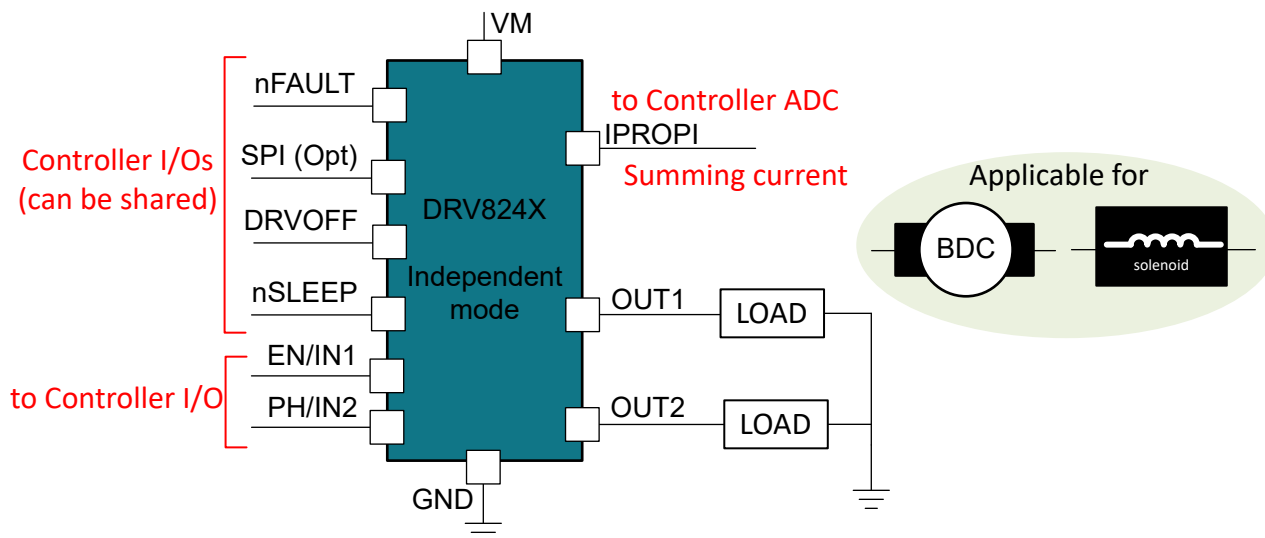 VM
nFAULT
SPI (Opt)
DRVOFF
nSLEEP
Controller I/Os
(can be shared)
EN/IN1
PH/IN2
to Controller I/O
GND
DRV824X
Independent
mode
to Controller ADC
IPROPI
Summing current
OUT1
LOAD
OUT2
LOAD
Applicable for
BDC
solenoid